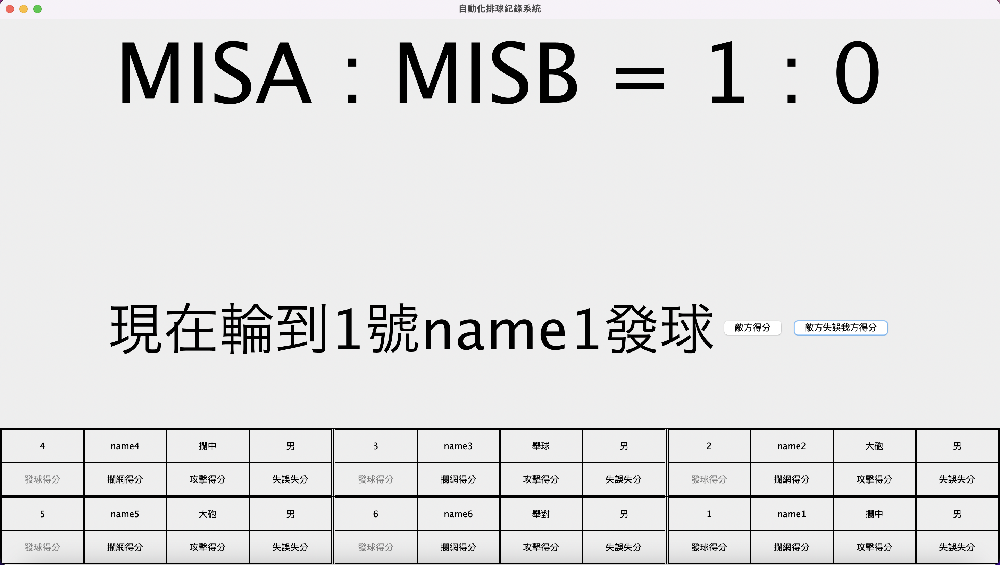 自動化排球紀錄系統
MISA : MISB = 1 : 0
現在輪到1號name1發球 敵方得分 敵方失誤我方得分
4 name4 攔中 男 3 name3 舉球 男 2 name2 大砲 男
發球得分 攔網得分 攻擊得分 失誤失分 發球得分 攔網得分 攻擊得分 失誤失分 發球得分 攔網得分 攻擊得分 失誤失分
5 name5 大砲 男 6 name6 舉對 男 1 name1 攔中 男
發球得分 攔網得分 攻擊得分 失誤失分 發球得分 攔網得分 攻擊得分 失誤失分 發球得分 攔網得分 攻擊得分 失誤失分